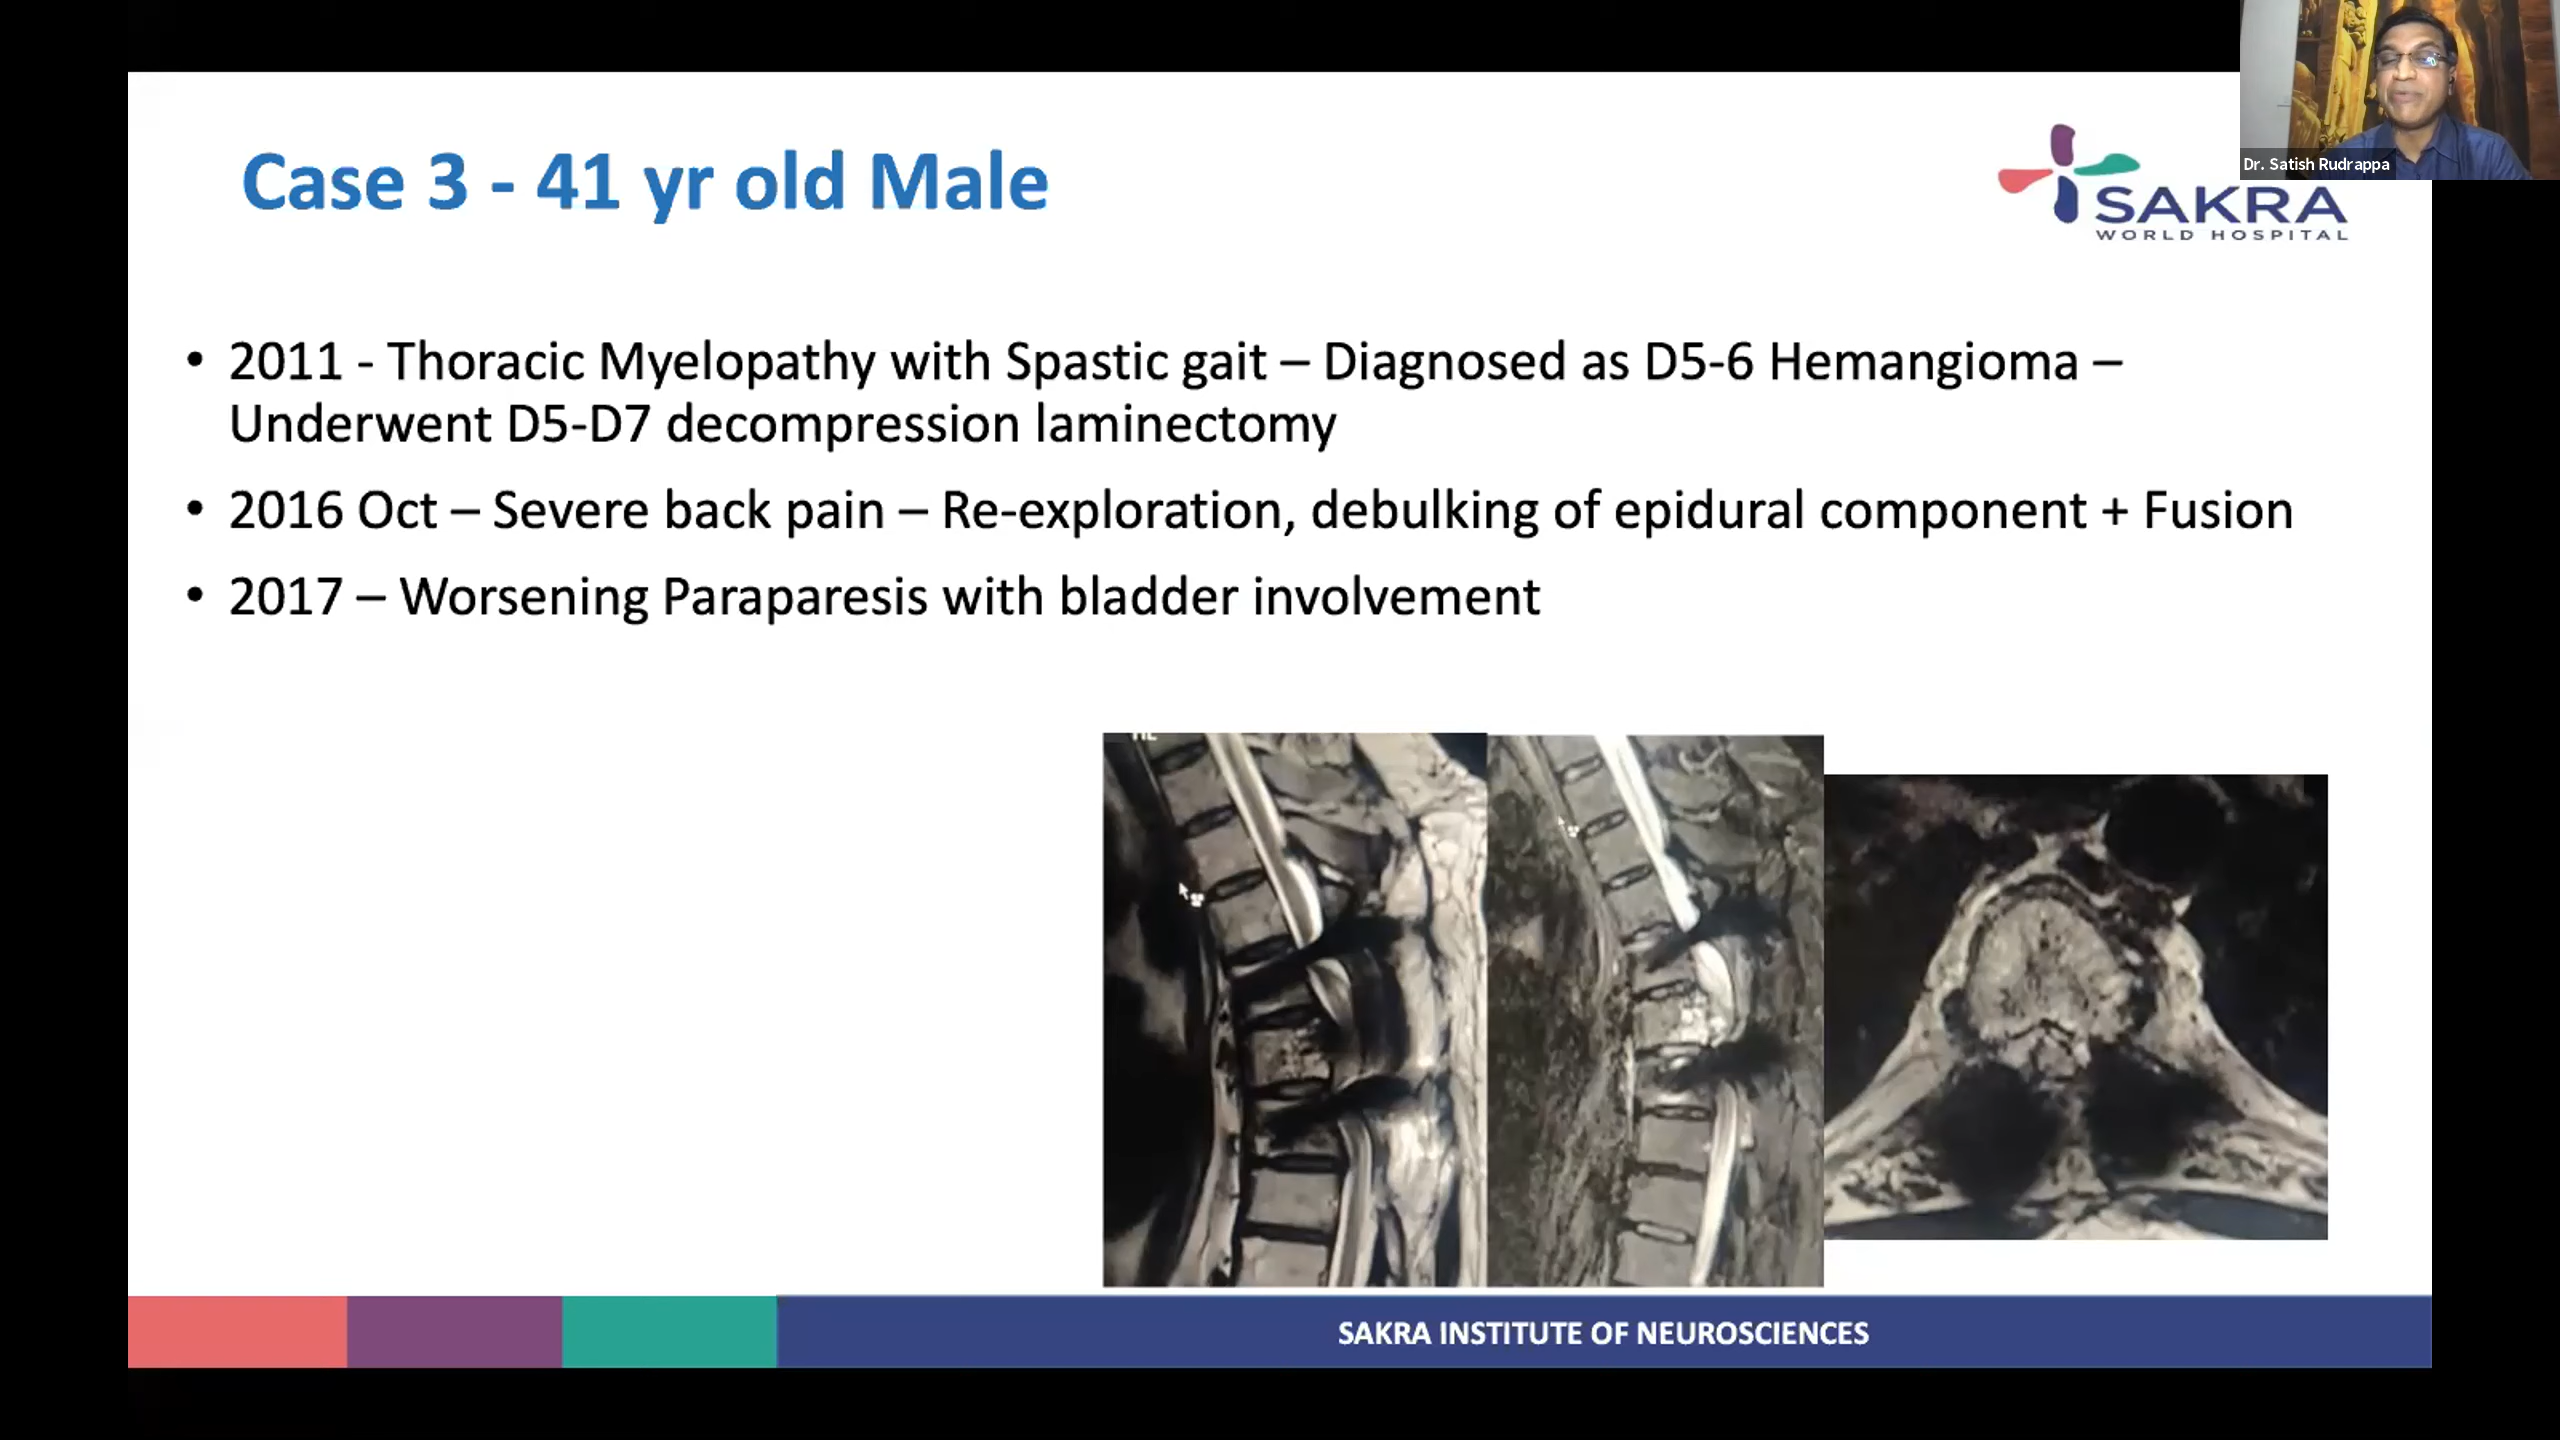 Dr. Satish Rudrappa
Case 3 - 41 yr old Male
SAKRA
WORLD HOSPITAL
• 2011 - Thoracic Myelopathy with Spastic gait – Diagnosed as D5-6 Hemangioma –
Underwent D5-D7 decompression laminectomy
• 2016 Oct – Severe back pain – Re-exploration, debulking of epidural component + Fusion
• 2017 – Worsening Paraparesis with bladder involvement
SAKRA INSTITUTE OF NEUROSCIENCES